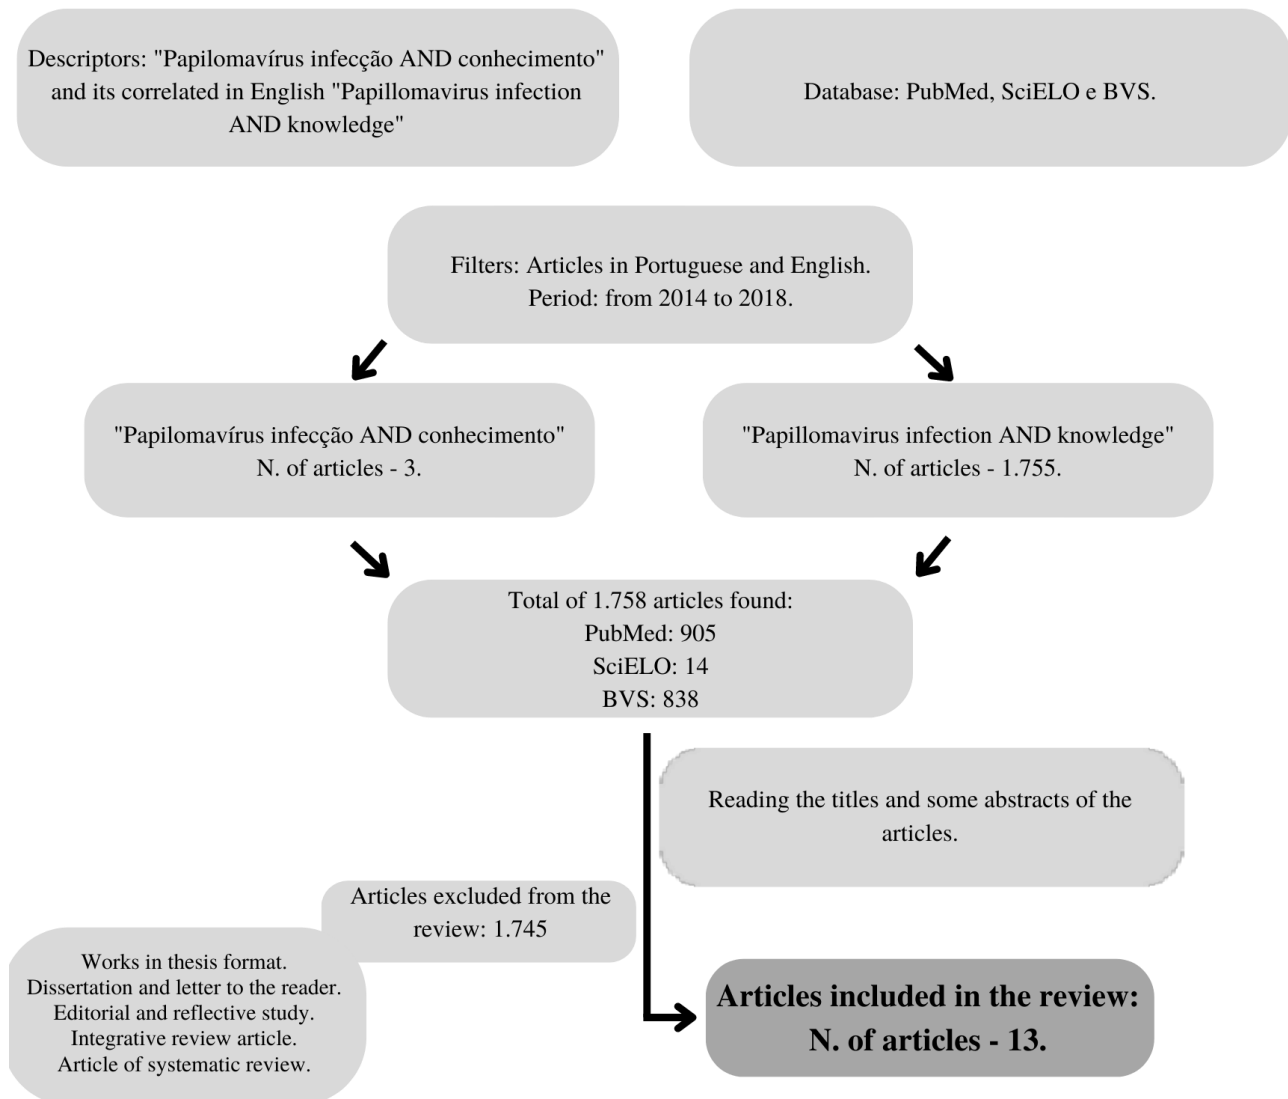 Descriptors: "Papilomavírus infecção AND conhecimento"
and its correlated in English "Papillomavirus infection
AND knowledge"
Database: PubMed, SciELO e BVS.
Filters: Articles in Portuguese and English.
Period: from 2014 to 2018.
"Papilomavírus infecção AND conhecimento"
N. of articles - 3.
"Papillomavirus infection AND knowledge"
N. of articles - 1.755.
Total of 1.758 articles found:
PubMed: 905
SciELO: 14
BVS: 838
Reading the titles and some abstracts of the
articles.
Articles excluded from the
review: 1.745
Works in thesis format.
Dissertation and letter to the reader.
Editorial and reflective study.
Integrative review article.
Article of systematic review.
Articles included in the review:
N. of articles - 13.